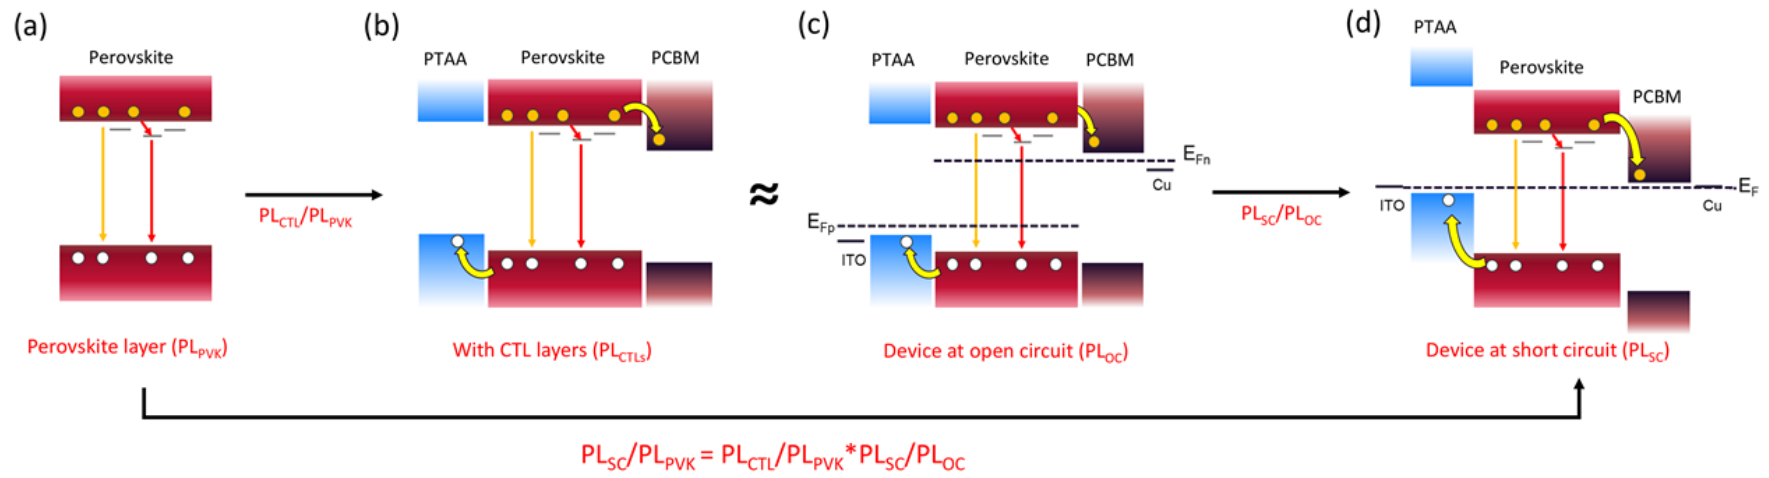 (a)
Perovskite
Perovskite layer (PL_PVK)
PL_CTL/PL_PVK
(b)
PTAA
Perovskite
PCBM
With CTL layers (PL_CTLs)
≈
(c)
PTAA
Perovskite
PCBM
E_Fn
Cu
E_Fp
ITO
Device at open circuit (PL_OC)
PL_SC/PL_OC
(d)
PTAA
Perovskite
PCBM
ITO
E_F
Cu
Device at short circuit (PL_SC)
PL_SC/PL_PVK = PL_CTL/PL_PVK*PL_SC/PL_OC